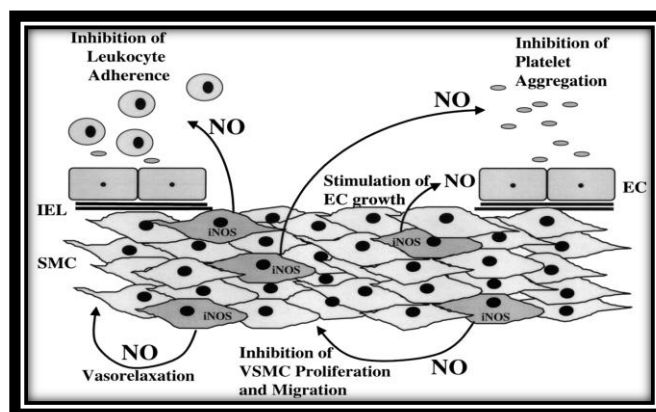 Inhibition of
Leukocyte
Adherence
Inhibition of
Platelet
Aggregation
NO
NO
Stimulation of
EC growth
NO
EC
IEL
iNOS
iNOS
SMC
iNOS
iNOS
iNOS
NO
Vasorelaxation
Inhibition of
VSMC Proliferation
and Migration
NO